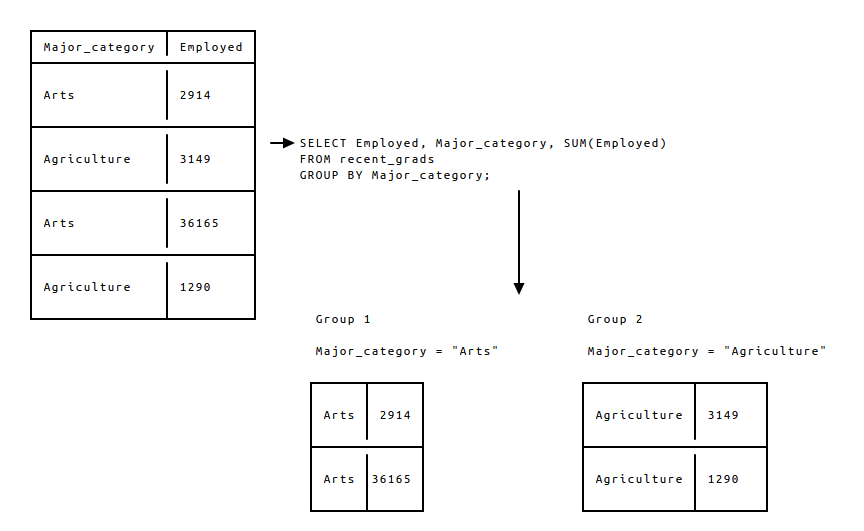 Major_category Employed
Arts 2914
Agriculture 3149
Arts 36165
Agriculture 1290
SELECT Employed, Major_category, SUM(Employed)
FROM recent_grads
GROUP BY Major_category;
Group 1
Major_category = "Arts"
Arts 2914
Arts 36165
Group 2
Major_category = "Agriculture"
Agriculture 3149
Agriculture 1290